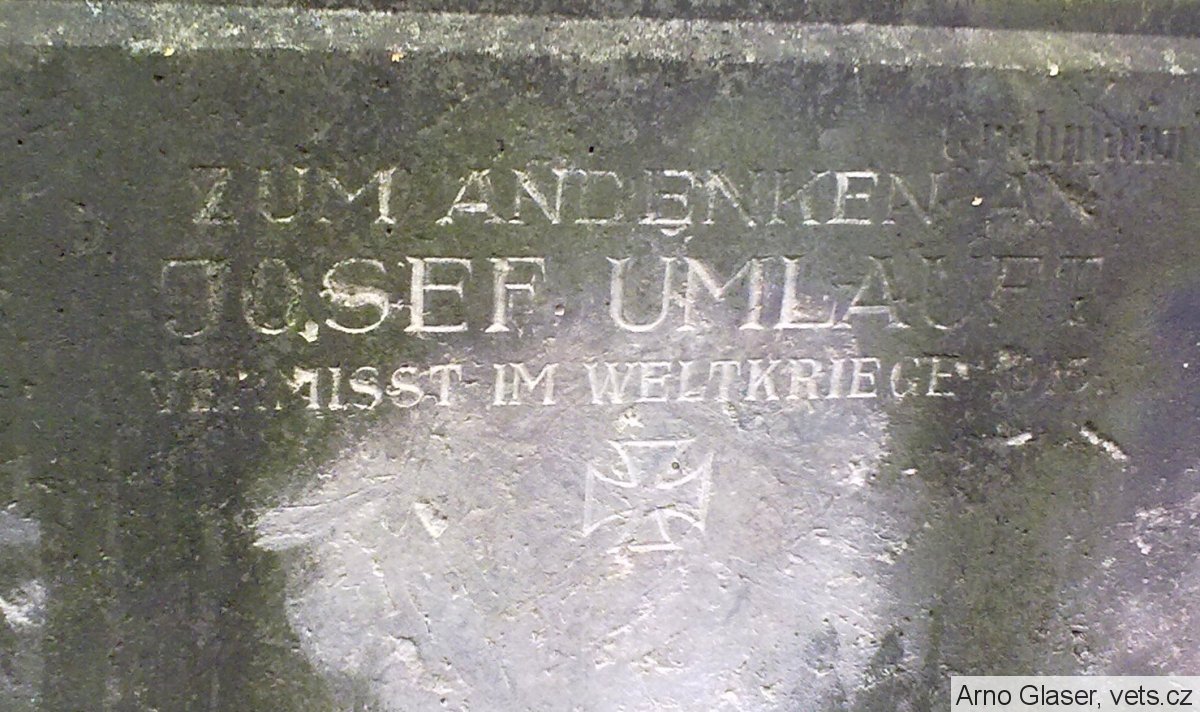 ZUM ANDENKEN AN
JOSEF UMLAUFT
VERMISST IM WELTKRIEGE
Arno Glaser, vets.cz